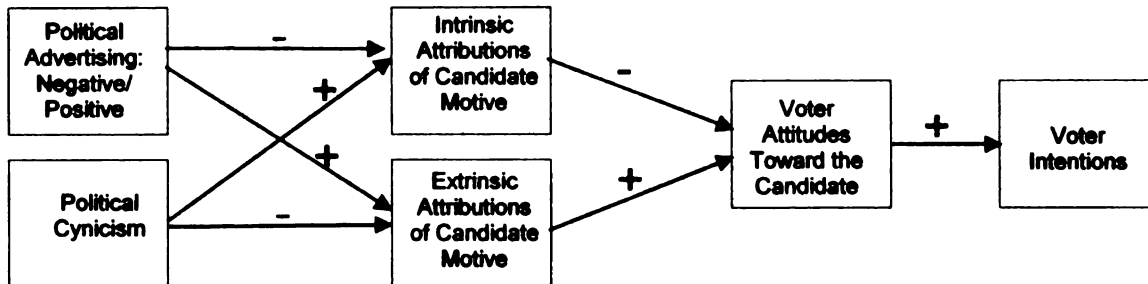 Political
Advertising:
Negative/
Positive
-
Intrinsic
Attributions
of Candidate
Motive
-
+
+
Voter
Attitudes
Toward the
Candidate
+
Voter
Intentions
Political
Cynicism
-
Extrinsic
Attributions
of Candidate
Motive
+